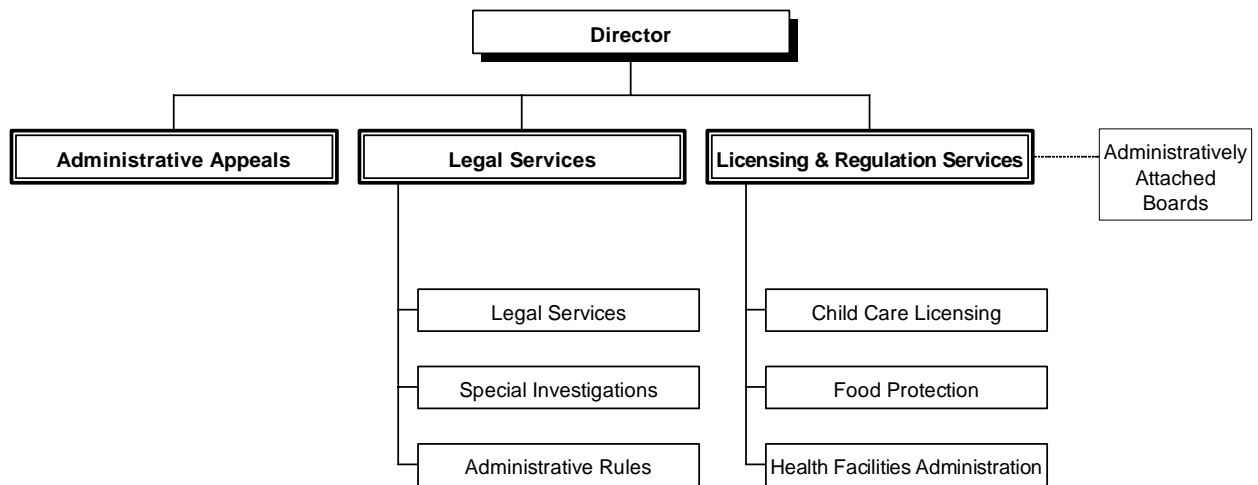 Director
Administrative Appeals
Legal Services
Licensing & Regulation Services
Administratively
Attached
Boards
Legal Services
Child Care Licensing
Special Investigations
Food Protection
Administrative Rules
Health Facilities Administration